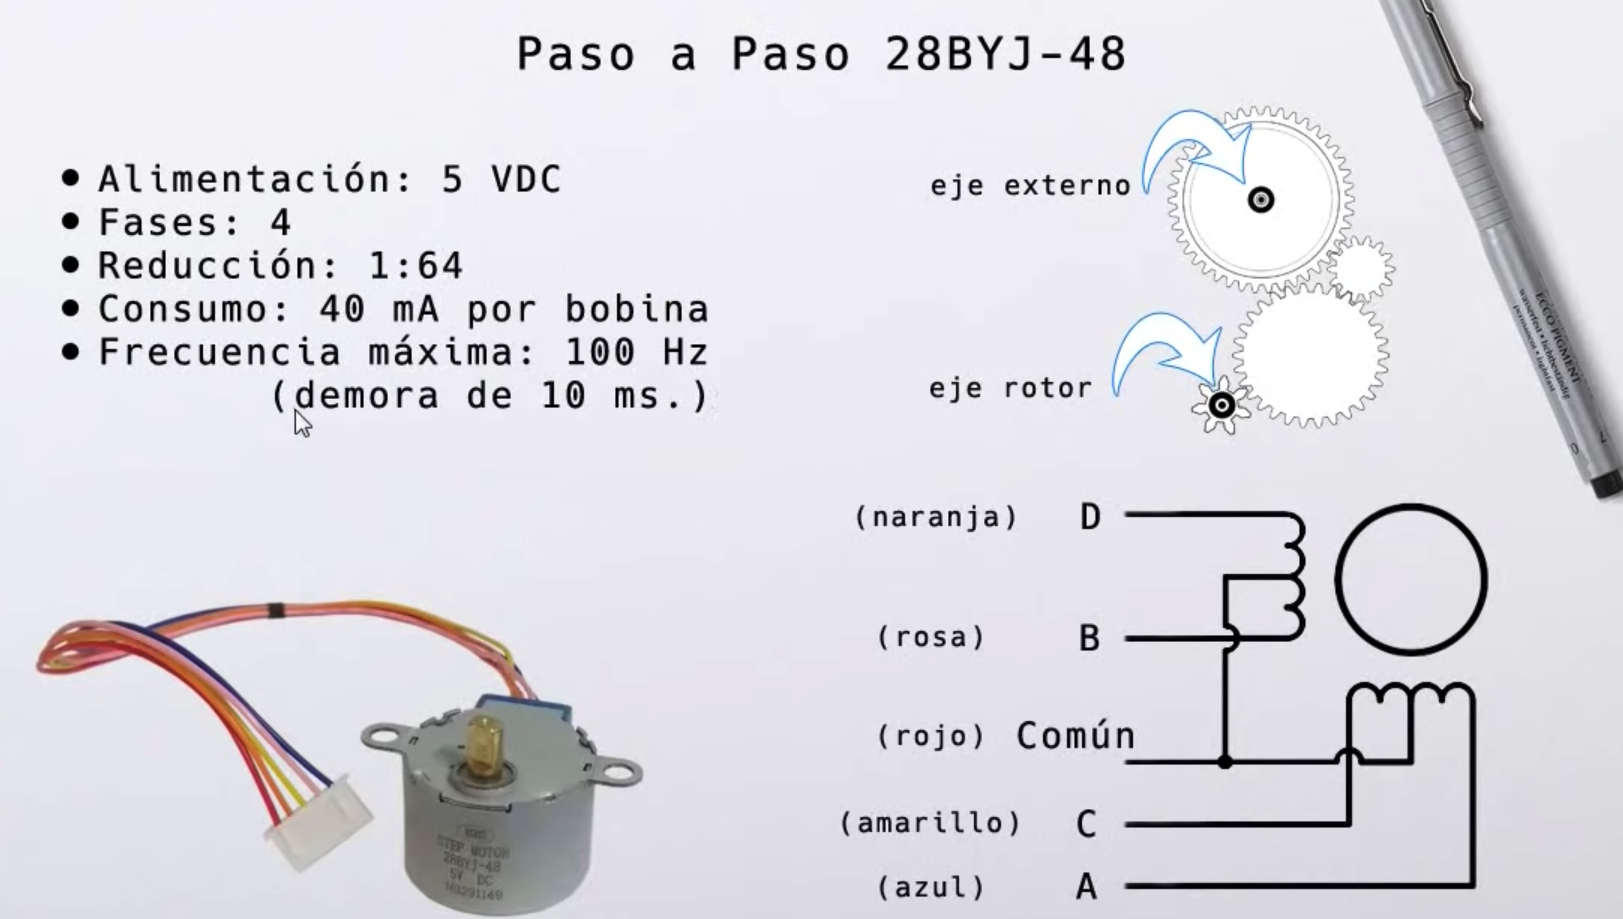 Paso a Paso 28BYJ-48
• Alimentación: 5 VDC
• Fases: 4
• Reducción: 1:64
• Consumo: 40 mA por bobina
• Frecuencia máxima: 100 Hz
(demora de 10 ms.)
eje externo
eje rotor
(naranja) D
(rosa) B
(rojo) Común
(amarillo) C
(azul) A
STEP MOTOR
28BYJ-48
5V DC
ECCO PIGMENT